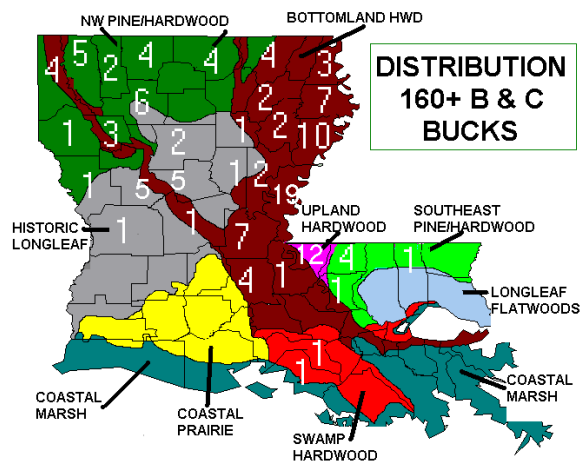 NW PINE/HARDWOOD
BOTTOMLAND HWD
DISTRIBUTION
160+ B & C
BUCKS
5 4 4 4 3
4 2
6 2 7
1 3 2 1 2 10
1 5 5 1 2 19
HISTORIC
LONGLEAF
1 7
UPLAND
HARDWOOD
SOUTHEAST
PINE/HARDWOOD
12 4 1
4 1 1
LONGLEAF
FLATWOODS
1
1
COASTAL
MARSH
COASTAL
PRAIRIE
SWAMP
HARDWOOD
COASTAL
MARSH